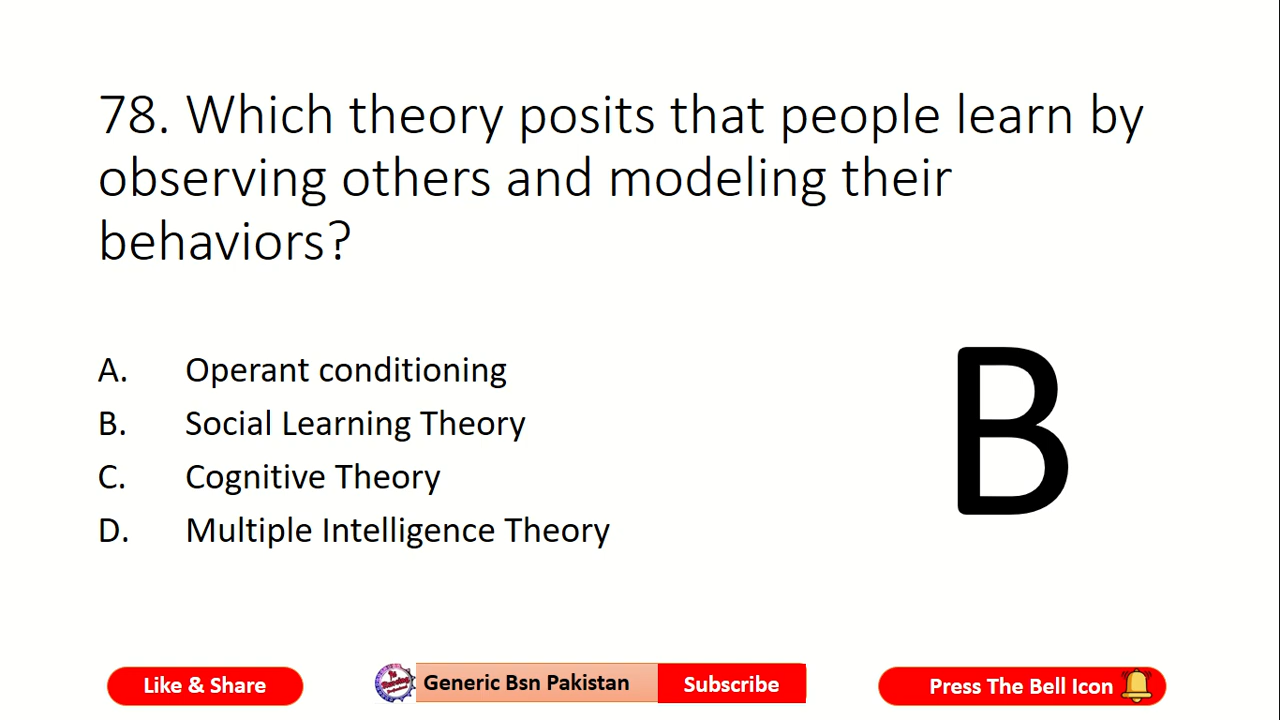 78. Which theory posits that people learn by
observing others and modeling their
behaviors?
A. Operant conditioning
B. Social Learning Theory
C. Cognitive Theory
D. Multiple Intelligence Theory
B
Like & Share
Generic Bsn Pakistan
Subscribe
Press The Bell Icon